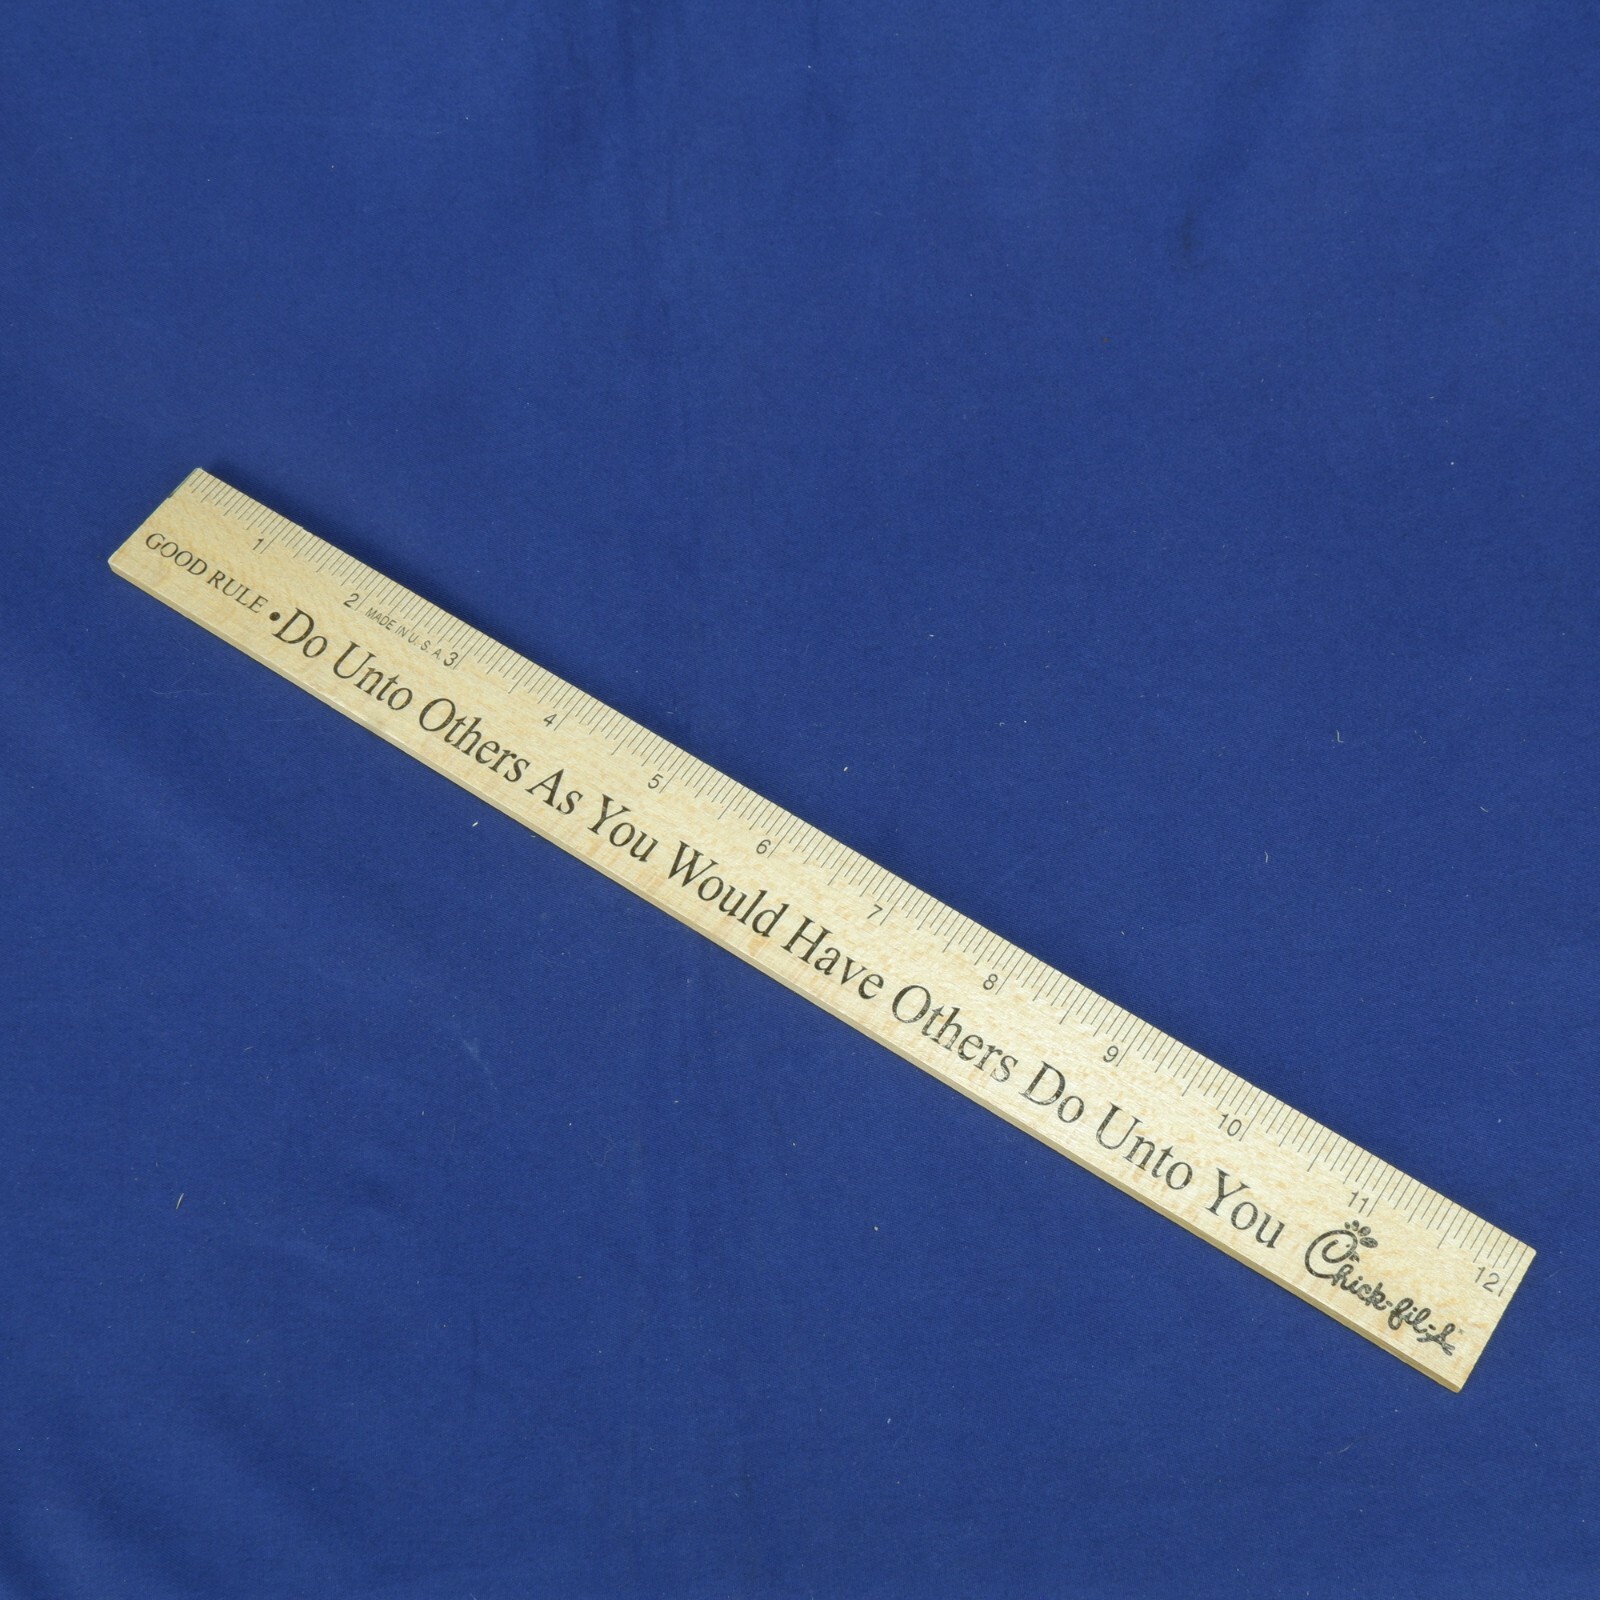 1 2 MADE IN U. S. A. 3 4 5 6 7 8 9 10 11 12
GOOD RULE • Do Unto Others As You Would Have Others Do Unto You Chick-fil-A